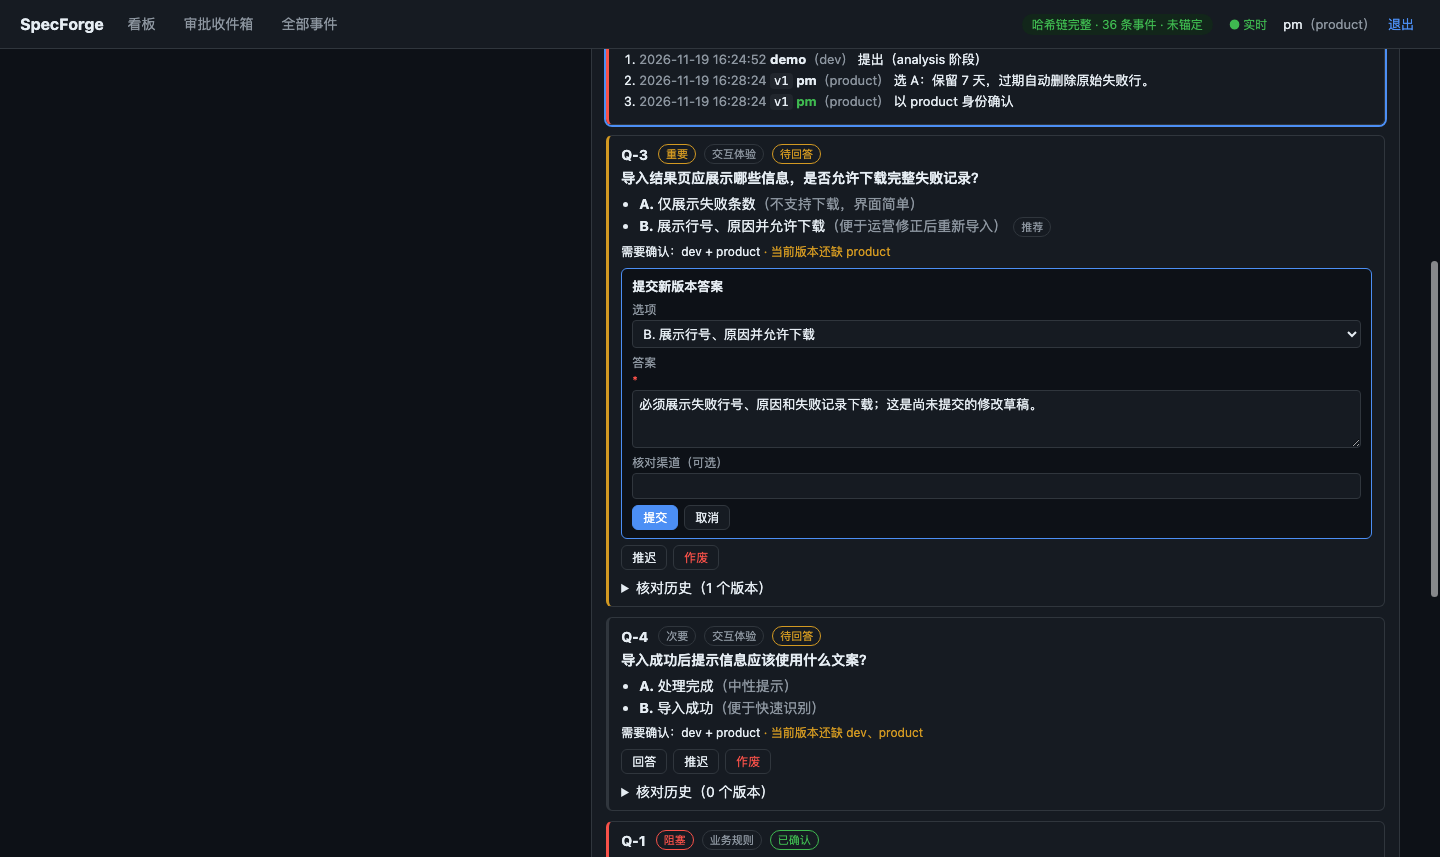 SpecForge 看板 审批收件箱 全部事件 哈希链完整 · 36 条事件 · 未锚定 实时 pm (product) 退出
1. 2026-11-19 16:24:52 demo (dev) 提出（analysis 阶段）
2. 2026-11-19 16:28:24 v1 pm (product) 选 A：保留 7 天，过期自动删除原始失败行。
3. 2026-11-19 16:28:24 v1 pm (product) 以 product 身份确认
Q-3 重要 交互体验 待回答
导入结果页应展示哪些信息，是否允许下载完整失败记录？
• A. 仅展示失败条数（不支持下载，界面简单）
• B. 展示行号、原因并允许下载（便于运营修正后重新导入） 推荐
需要确认：dev + product · 当前版本还缺 product
提交新版本答案
选项
B. 展示行号、原因并允许下载
答案
*
必须展示失败行号、原因和失败记录下载；这是尚未提交的修改草稿。
核对渠道（可选）
提交 取消
推迟 作废
▶ 核对历史（1 个版本）
Q-4 次要 交互体验 待回答
导入成功后提示信息应该使用什么文案？
• A. 处理完成（中性提示）
• B. 导入成功（便于快速识别）
需要确认：dev + product · 当前版本还缺 dev、product
回答 推迟 作废
▶ 核对历史（0 个版本）
Q-1 阻塞 业务规则 已确认